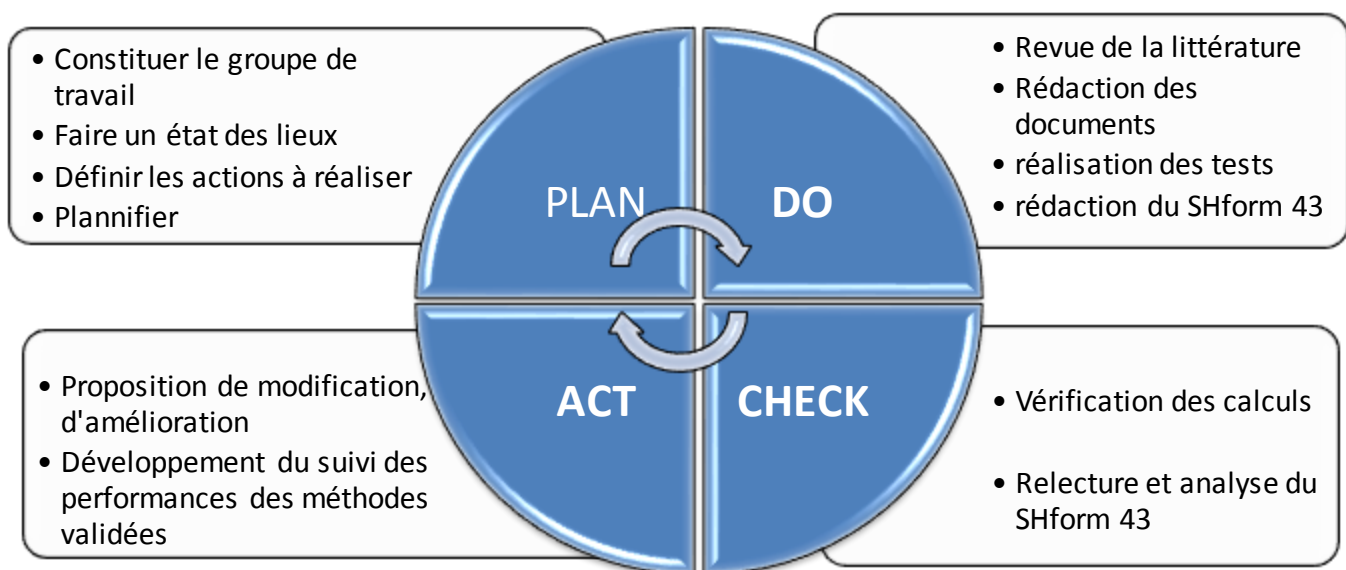 • Constituer le groupe de
travail
• Faire un état des lieux
• Définir les actions à réaliser
• Plannifier
PLAN
DO
• Revue de la littérature
• Rédaction des
documents
• réalisation des tests
• rédaction du SHform 43
• Proposition de modification,
d'amélioration
• Développement du suivi des
performances des méthodes
validées
ACT
CHECK
• Vérification des calculs
• Relecture et analyse du
SHform 43